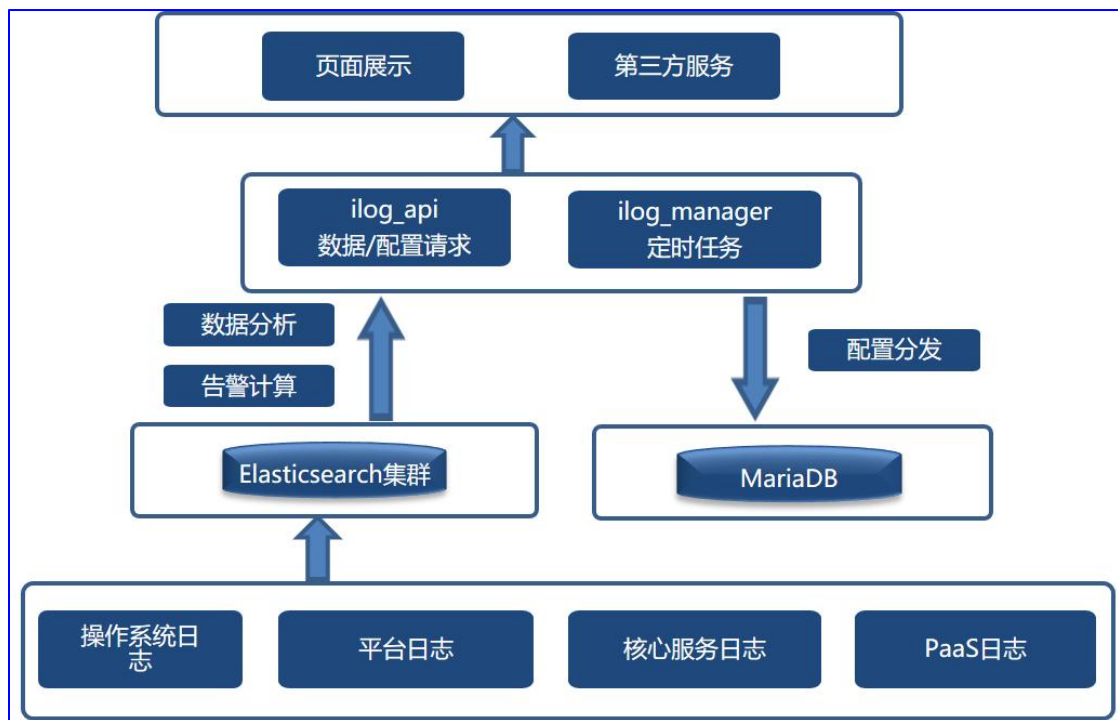 页面展示
第三方服务
ilog_api
数据/配置请求
ilog_manager
定时任务
数据分析
告警计算
配置分发
Elasticsearch集群
MariaDB
操作系统日
志
平台日志
核心服务日志
PaaS日志